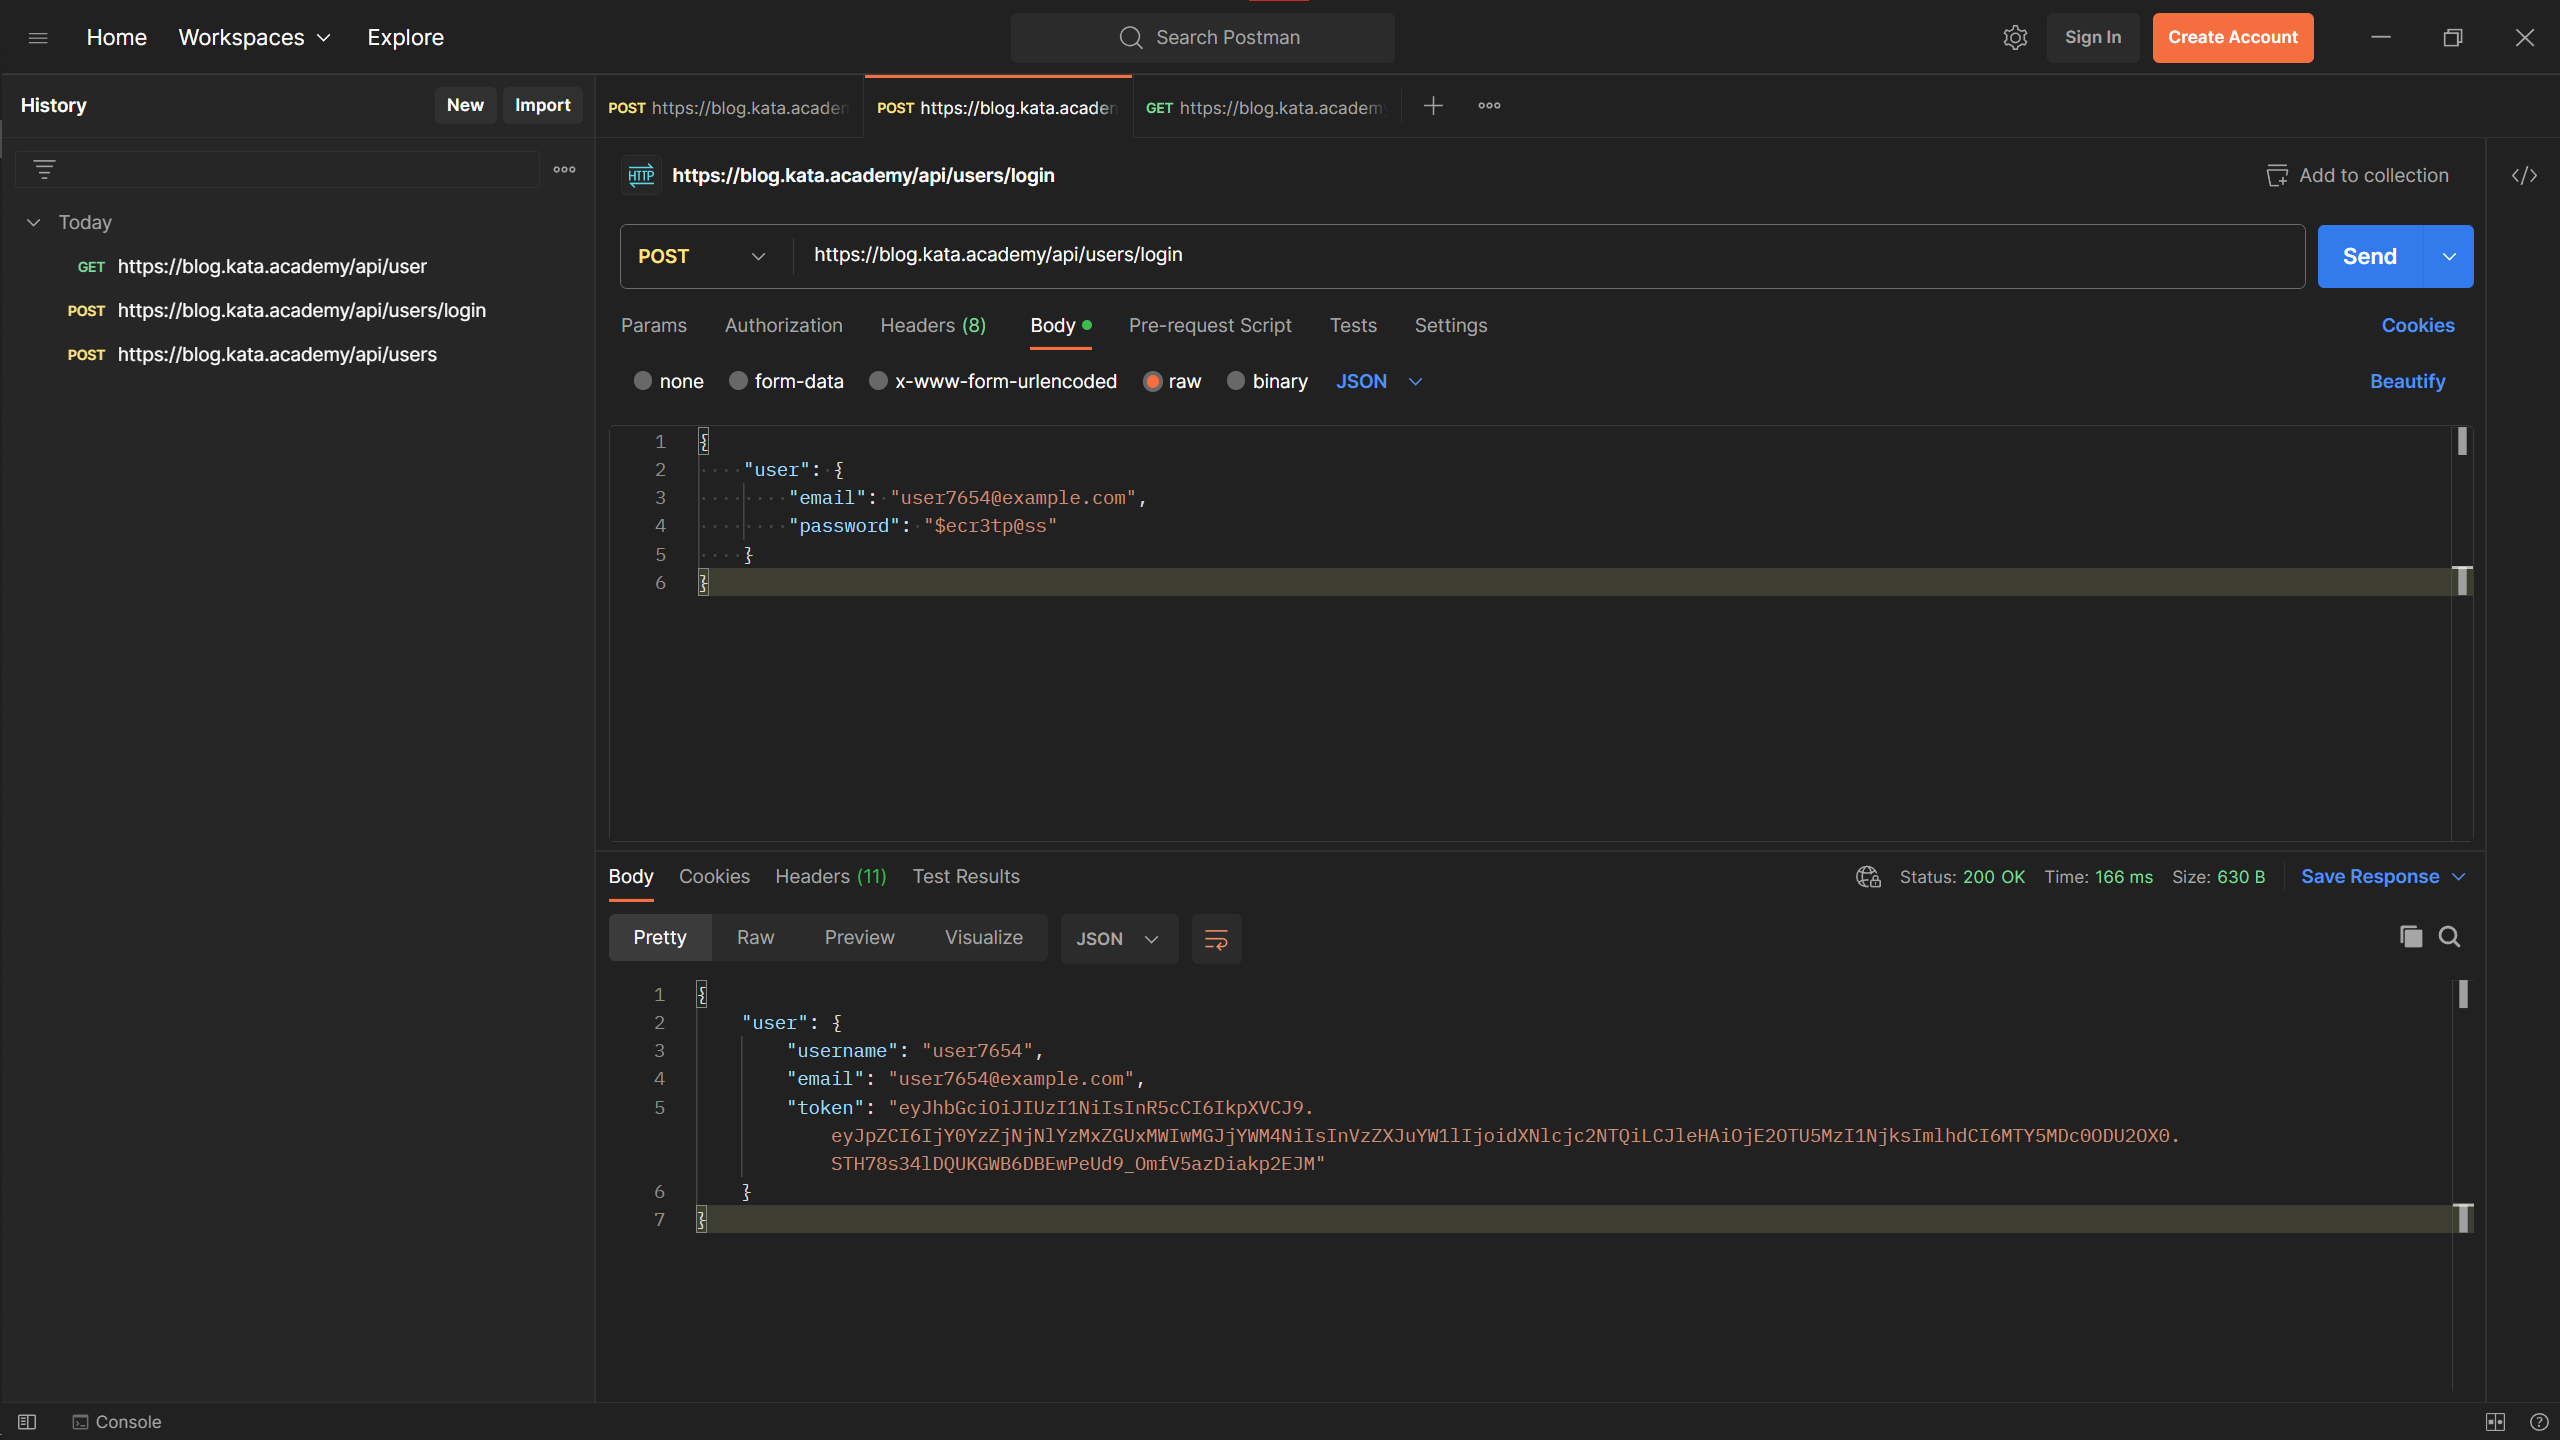 Home Workspaces Explore Search Postman Sign In Create Account
History New Import
POST https://blog.kata.academ POST https://blog.kata.academ GET https://blog.kata.academy
Today
GET https://blog.kata.academy/api/user
POST https://blog.kata.academy/api/users/login
POST https://blog.kata.academy/api/users
HTTP https://blog.kata.academy/api/users/login Add to collection </>
POST https://blog.kata.academy/api/users/login Send
Params Authorization Headers (8) Body Pre-request Script Tests Settings Cookies
none form-data x-www-form-urlencoded raw binary JSON Beautify
1 {
2 "user": {
3 "email": "user7654@example.com",
4 "password": "$ecr3tp@ss"
5 }
6 }
Body Cookies Headers (11) Test Results Status: 200 OK Time: 166 ms Size: 630 B Save Response
Pretty Raw Preview Visualize JSON
1 {
2 "user": {
3 "username": "user7654",
4 "email": "user7654@example.com",
5 "token": "eyJhbGciOiJIUzI1NiIsInR5cCI6IkpXVCJ9.
eyJpZCI6IjY0YzZjNjNlYzMxZGUxMWIwMGJjYWM4NiIsInVzZXJuYW1lIjoidXNlcjc2NTQiLCJleHAiOjE2OTU5MzI1NjksImlhdCI6MTY5MDc0ODU2OX0.
STH78s34lDQUKGWB6DBEwPeUd9_OmfV5azDiakp2EJM"
6 }
7 }
Console